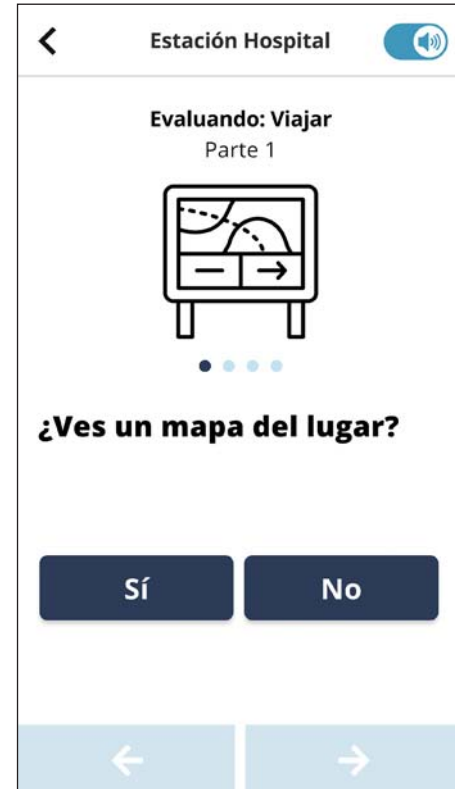 Estación Hospital
Evaluando: Viajar
Parte 1
¿Ves un mapa del lugar?
Sí
No